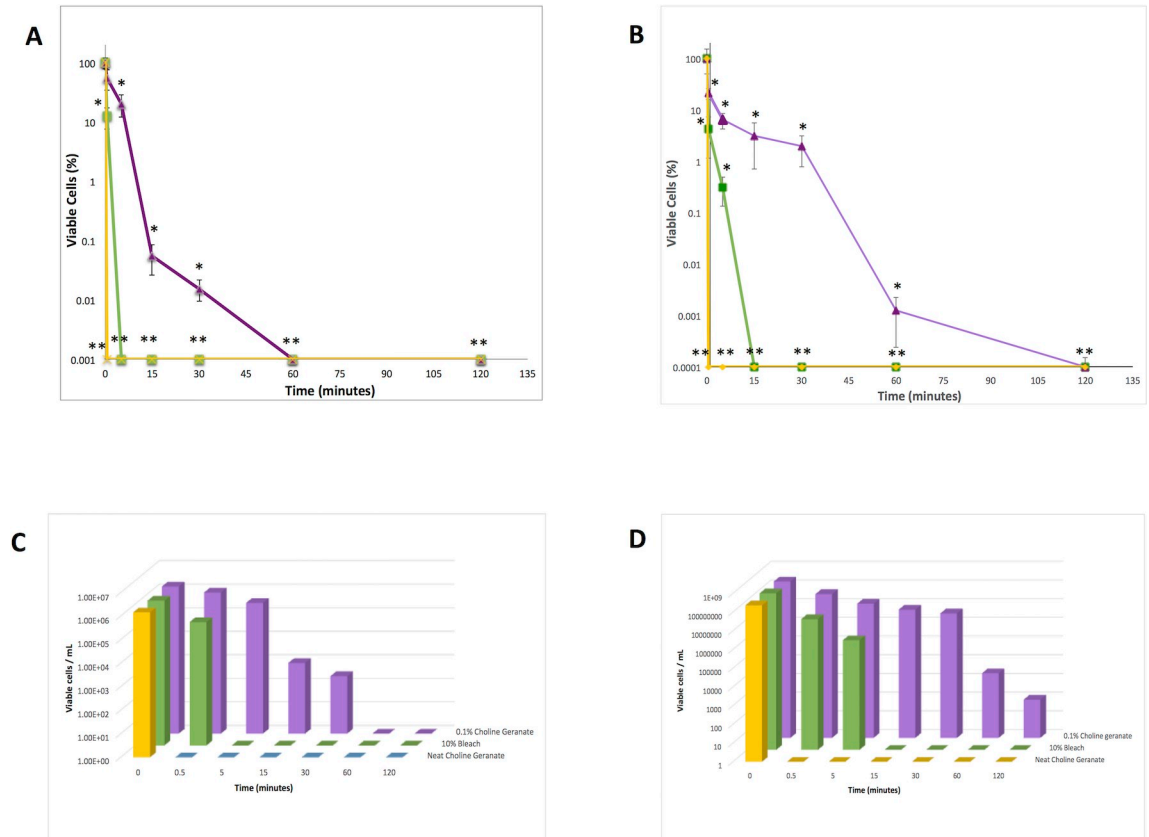 A
Viable Cells (%)
100
10
1
0.1
0.01
0.001
*
*
*
*
**
**
**
**
**
**
0 15 30 45 60 75 90 105 120 135
Time (minutes)
B
Viable Cells (%)
100
10
1
0.1
0.01
0.001
0.0001
*
*
*
*
*
*
*
**
**
**
**
**
**
0 15 30 45 60 75 90 105 120 135
Time (minutes)
C
Viable cells / mL
1.00E+07
1.00E+06
1.00E+05
1.00E+04
1.00E+03
1.00E+02
1.00E+01
1.00E+00
0.1% Choline Geranate
10% Bleach
Neat Choline Geranate
0 0.5 5 15 30 60 120
Time (minutes)
D
Viable cells / mL
1E+09
100000000
10000000
1000000
100000
10000
1000
100
10
1
0.1% Choline geranate
10% Bleach
Neat Choline Geranate
0 0.5 5 15 30 60 120
Time (minutes)